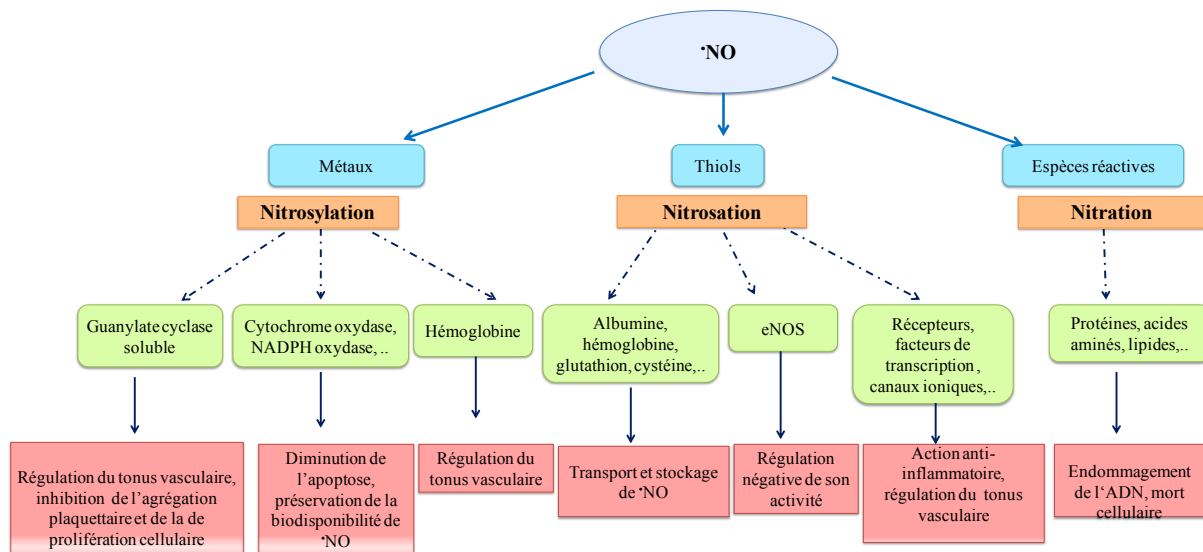 •NO
Métaux
Thiols
Espèces réactives
Nitrosylation
Nitrosation
Nitration
Guanylate cyclase
soluble
Cytochrome oxydase,
NADPH oxydase, ..
Hémoglobine
Albumine,
hémoglobine,
glutathion, cystéine,..
eNOS
Récepteurs,
facteurs de
transcription ,
canaux ioniques,..
Protéines, acides
aminés, lipides,..
Régulation du tonus vasculaire,
inhibition de l’agrégation
plaquettaire et de la de
prolifération cellulaire
Diminution de
l’apoptose,
préservation de la
biodisponibilité de
•NO
Régulation du
tonus vasculaire
Transport et stockage
de •NO
Régulation
négative de son
activité
Action anti-
inflammatoire,
régulation du tonus
vasculaire
Endommagement
de l‘ADN, mort
cellulaire